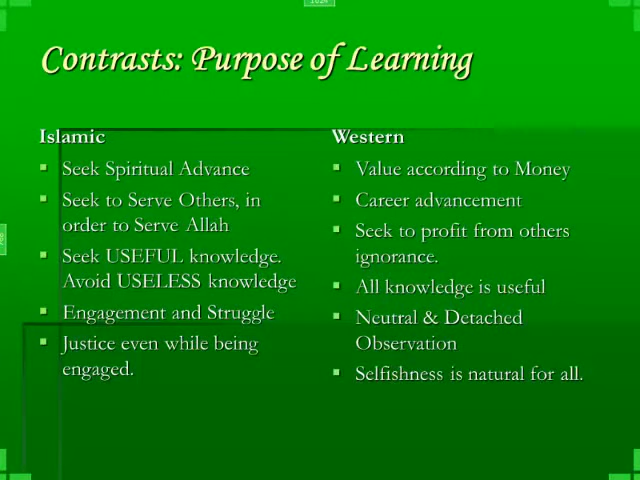 1024
Contrasts: Purpose of Learning
Islamic
Seek Spiritual Advance
Seek to Serve Others, in
order to Serve Allah
Seek USEFUL knowledge.
Avoid USELESS knowledge
Engagement and Struggle
Justice even while being
engaged.
Western
Value according to Money
Career advancement
Seek to profit from others
ignorance.
All knowledge is useful
Neutral & Detached
Observation
Selfishness is natural for all.